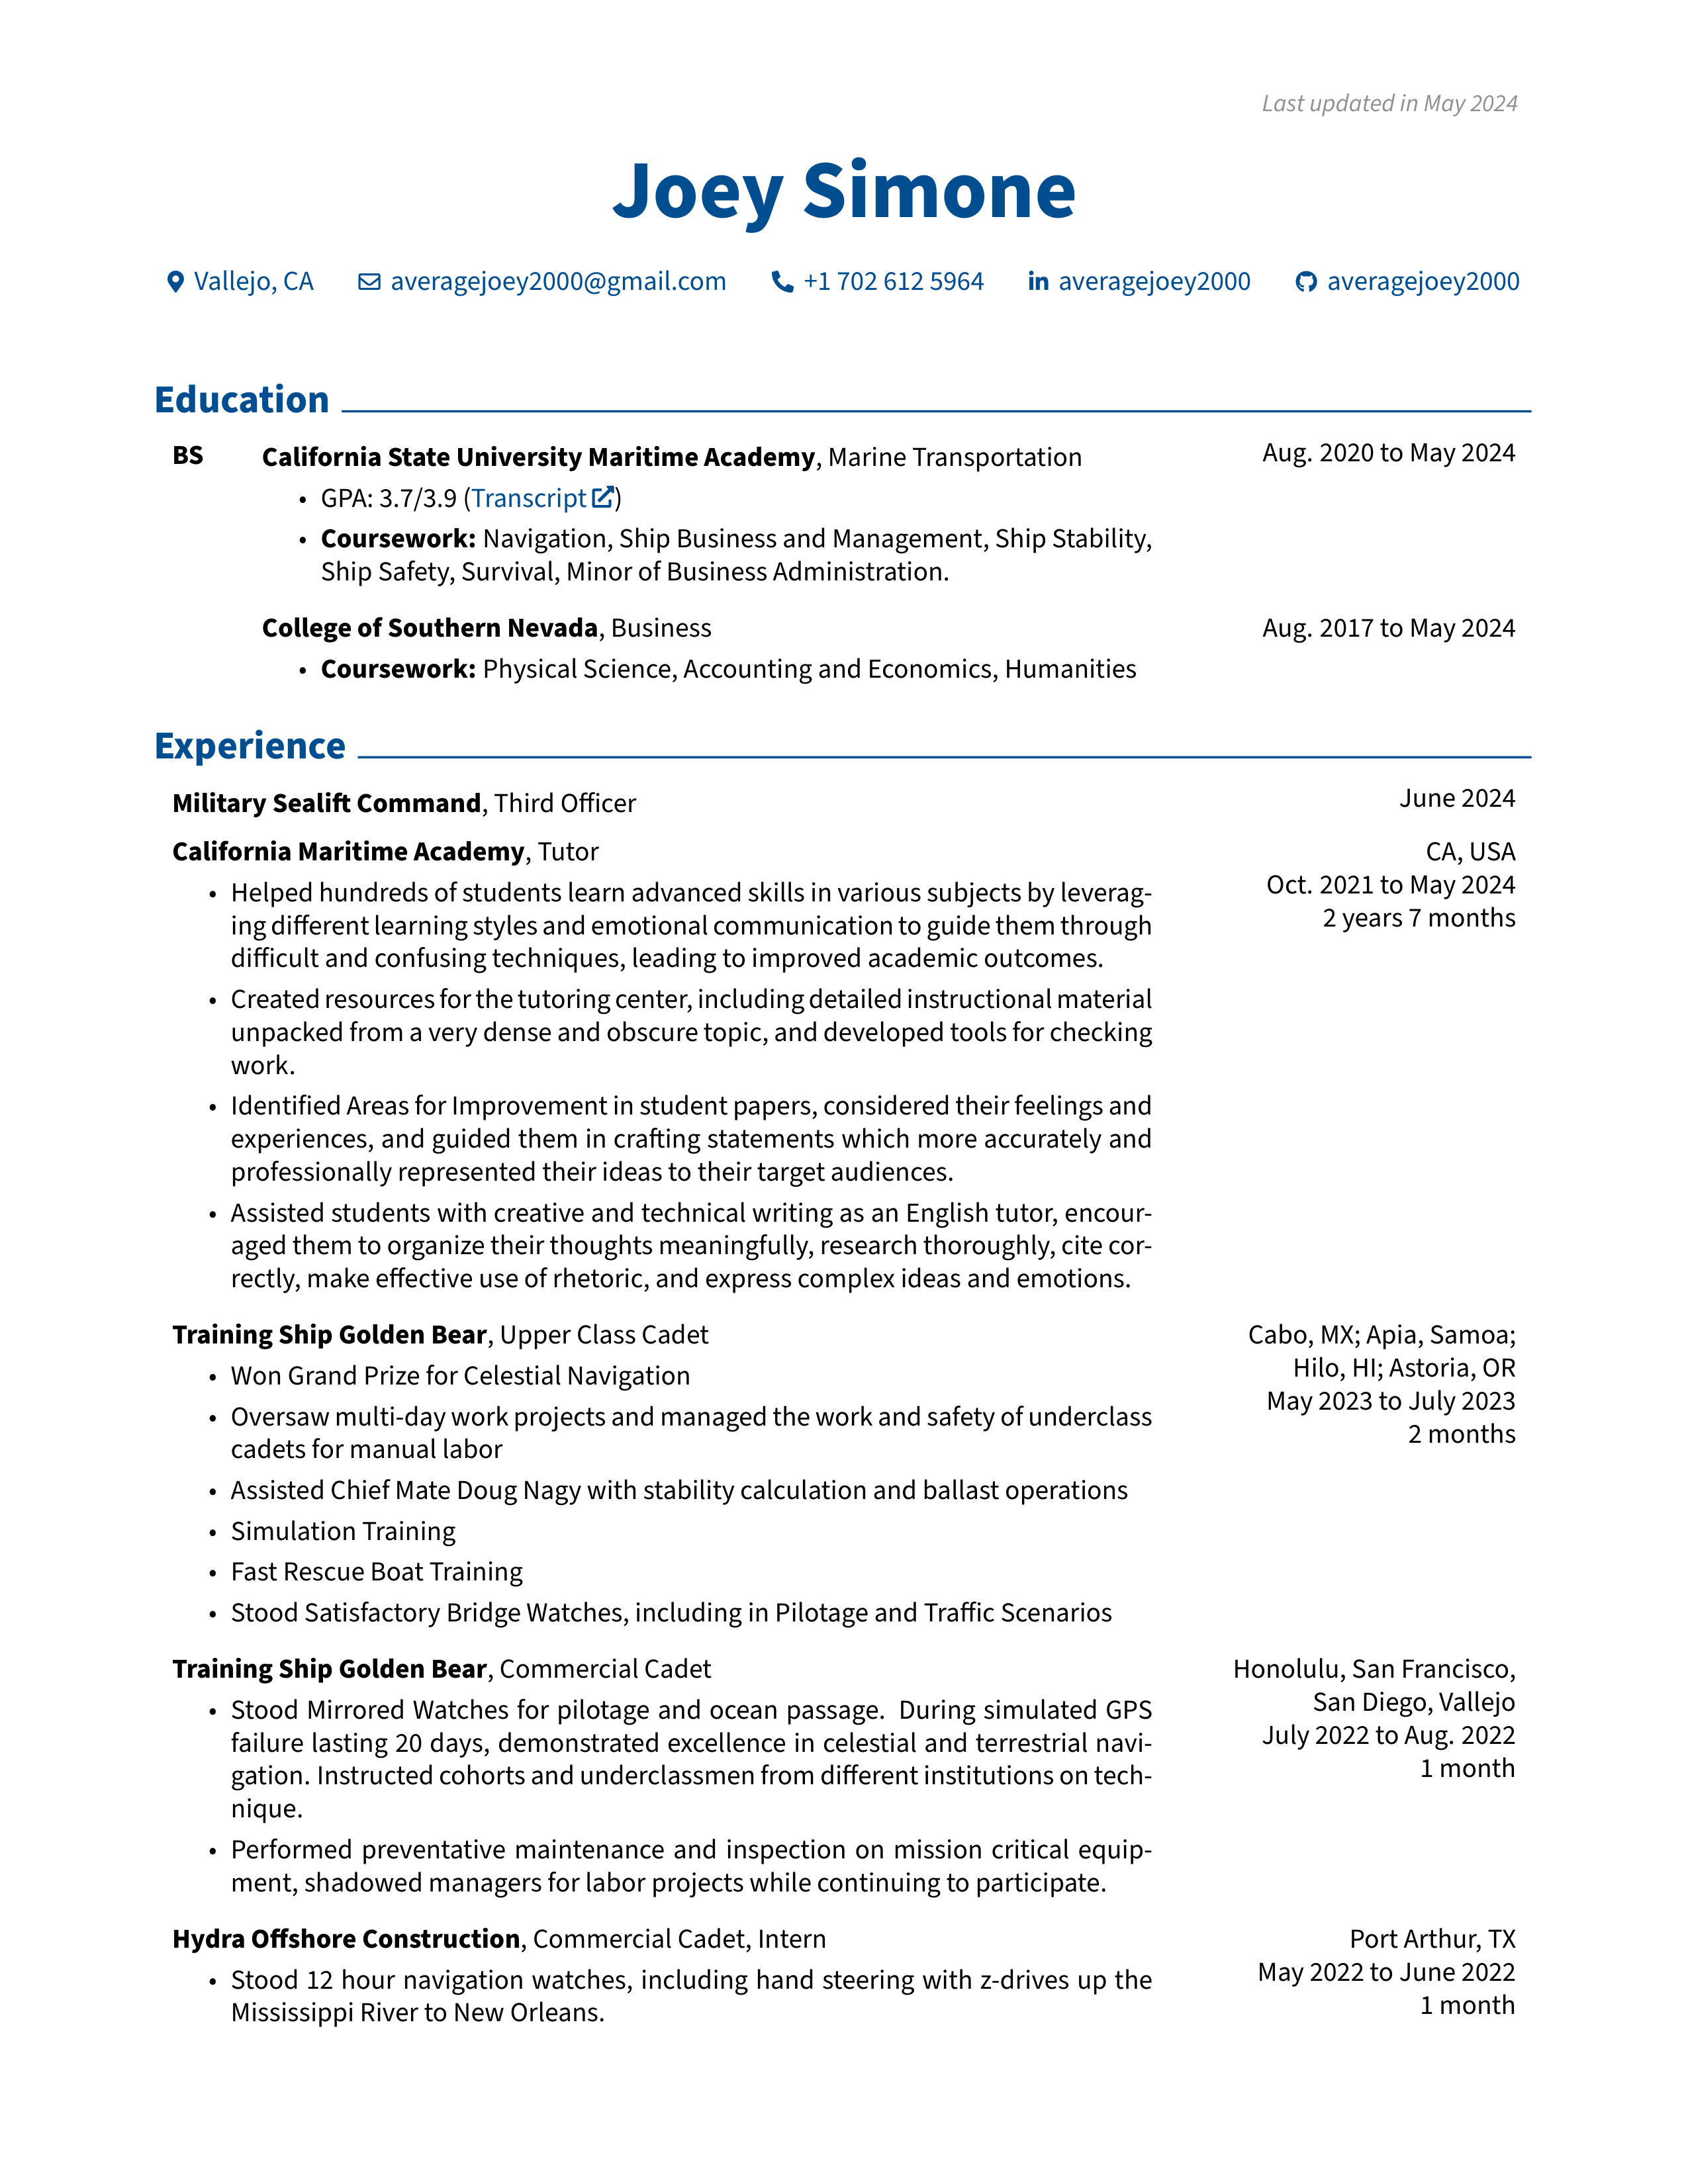 Last updated in May 2024
Joey Simone
Vallejo, CA averagejoey2000@gmail.com +1 702 612 5964 averagejoey2000 averagejoey2000
Education
BS California State University Maritime Academy, Marine Transportation Aug. 2020 to May 2024
• GPA: 3.7/3.9 (Transcript)
• Coursework: Navigation, Ship Business and Management, Ship Stability,
Ship Safety, Survival, Minor of Business Administration.
College of Southern Nevada, Business Aug. 2017 to May 2024
• Coursework: Physical Science, Accounting and Economics, Humanities
Experience
Military Sealift Command, Third Officer June 2024
California Maritime Academy, Tutor CA, USA
Oct. 2021 to May 2024
2 years 7 months
• Helped hundreds of students learn advanced skills in various subjects by leverag-
ing different learning styles and emotional communication to guide them through
difficult and confusing techniques, leading to improved academic outcomes.
• Created resources for the tutoring center, including detailed instructional material
unpacked from a very dense and obscure topic, and developed tools for checking
work.
• Identified Areas for Improvement in student papers, considered their feelings and
experiences, and guided them in crafting statements which more accurately and
professionally represented their ideas to their target audiences.
• Assisted students with creative and technical writing as an English tutor, encour-
aged them to organize their thoughts meaningfully, research thoroughly, cite cor-
rectly, make effective use of rhetoric, and express complex ideas and emotions.
Training Ship Golden Bear, Upper Class Cadet Cabo, MX; Apia, Samoa;
Hilo, HI; Astoria, OR
May 2023 to July 2023
2 months
• Won Grand Prize for Celestial Navigation
• Oversaw multi-day work projects and managed the work and safety of underclass
cadets for manual labor
• Assisted Chief Mate Doug Nagy with stability calculation and ballast operations
• Simulation Training
• Fast Rescue Boat Training
• Stood Satisfactory Bridge Watches, including in Pilotage and Traffic Scenarios
Training Ship Golden Bear, Commercial Cadet Honolulu, San Francisco,
San Diego, Vallejo
July 2022 to Aug. 2022
1 month
• Stood Mirrored Watches for pilotage and ocean passage. During simulated GPS
failure lasting 20 days, demonstrated excellence in celestial and terrestrial navi-
gation. Instructed cohorts and underclassmen from different institutions on tech-
nique.
• Performed preventative maintenance and inspection on mission critical equip-
ment, shadowed managers for labor projects while continuing to participate.
Hydra Offshore Construction, Commercial Cadet, Intern Port Arthur, TX
May 2022 to June 2022
1 month
• Stood 12 hour navigation watches, including hand steering with z-drives up the
Mississippi River to New Orleans.